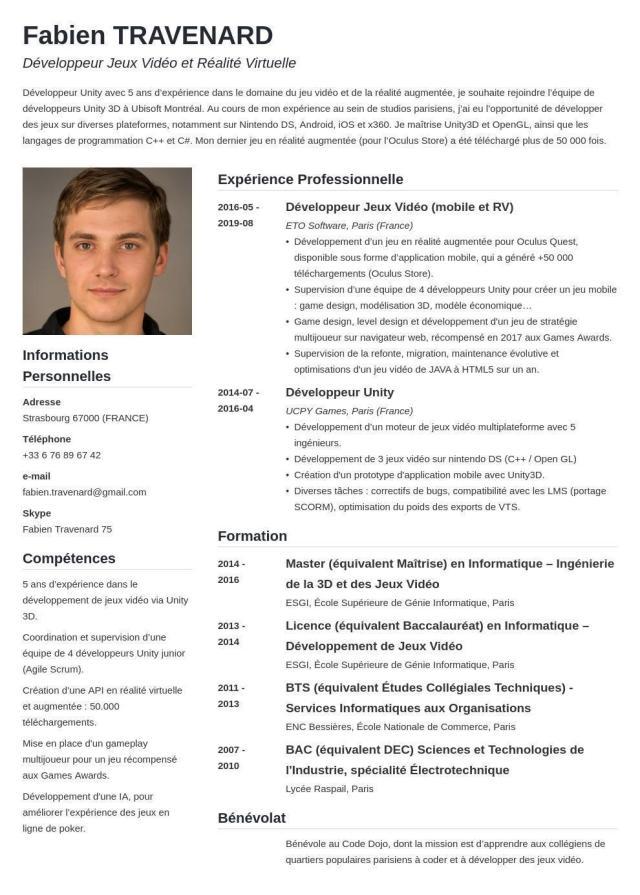 Fabien TRAVENARD
Développeur Jeux Vidéo et Réalité Virtuelle
Développeur Unity avec 5 ans d'expérience dans le domaine du jeu vidéo et de la réalité augmentée, je souhaite rejoindre l'équipe de
développeurs Unity 3D à Ubisoft Montréal. Au cours de mon expérience au sein de studios parisiens, j'ai eu l'opportunité de développer
des jeux sur diverses plateformes, notamment sur Nintendo DS, Android, iOS et x360. Je maîtrise Unity3D et OpenGL, ainsi que les
langages de programmation C++ et C#. Mon dernier jeu en réalité augmentée (pour l'Oculus Store) a été téléchargé plus de 50 000 fois.
Informations
Personnelles
Adresse
Strasbourg 67000 (FRANCE)
Téléphone
+33 6 76 89 67 42
e-mail
fabien.travenard@gmail.com
Skype
Fabien Travenard 75
Compétences
5 ans d'expérience dans le
développement de jeux vidéo via Unity
3D.
Coordination et supervision d'une
équipe de 4 développeurs Unity junior
(Agile Scrum).
Création d'une API en réalité virtuelle
et augmentée : 50.000
téléchargements.
Mise en place d'un gameplay
multijoueur pour un jeu récompensé
aux Games Awards.
Développement d'une IA, pour
améliorer l'expérience des jeux en
ligne de poker.
Expérience Professionnelle
2016-05 -
2019-08
Développeur Jeux Vidéo (mobile et RV)
ETO Software, Paris (France)
• Développement d'un jeu en réalité augmentée pour Oculus Quest,
disponible sous forme d'application mobile, qui a généré +50 000
téléchargements (Oculus Store).
• Supervision d'une équipe de 4 développeurs Unity pour créer un jeu mobile
: game design, modélisation 3D, modèle économique…
• Game design, level design et développement d'un jeu de stratégie
multijoueur sur navigateur web, récompensé en 2017 aux Games Awards.
• Supervision de la refonte, migration, maintenance évolutive et
optimisations d'un jeu vidéo de JAVA à HTML5 sur un an.
2014-07 -
2016-04
Développeur Unity
UCPY Games, Paris (France)
• Développement d'un moteur de jeux vidéo multiplateforme avec 5
ingénieurs.
• Développement de 3 jeux vidéo sur nintendo DS (C++ / Open GL)
• Création d'un prototype d'application mobile avec Unity3D.
• Diverses tâches : correctifs de bugs, compatibilité avec les LMS (portage
SCORM), optimisation du poids des exports de VTS.
Formation
2014 -
2016
Master (équivalent Maîtrise) en Informatique – Ingénierie
de la 3D et des Jeux Vidéo
ESGI, École Supérieure de Génie Informatique, Paris
2013 -
2014
Licence (équivalent Baccalauréat) en Informatique –
Développement de Jeux Vidéo
ESGI, École Supérieure de Génie Informatique, Paris
2011 -
2013
BTS (équivalent Études Collégiales Techniques) -
Services Informatiques aux Organisations
ENC Bessières, École Nationale de Commerce, Paris
2007 -
2010
BAC (équivalent DEC) Sciences et Technologies de
l'Industrie, spécialité Électrotechnique
Lycée Raspail, Paris
Bénévolat
Bénévole au Code Dojo, dont la mission est d'apprendre aux collégiens de
quartiers populaires parisiens à coder et à développer des jeux vidéo.